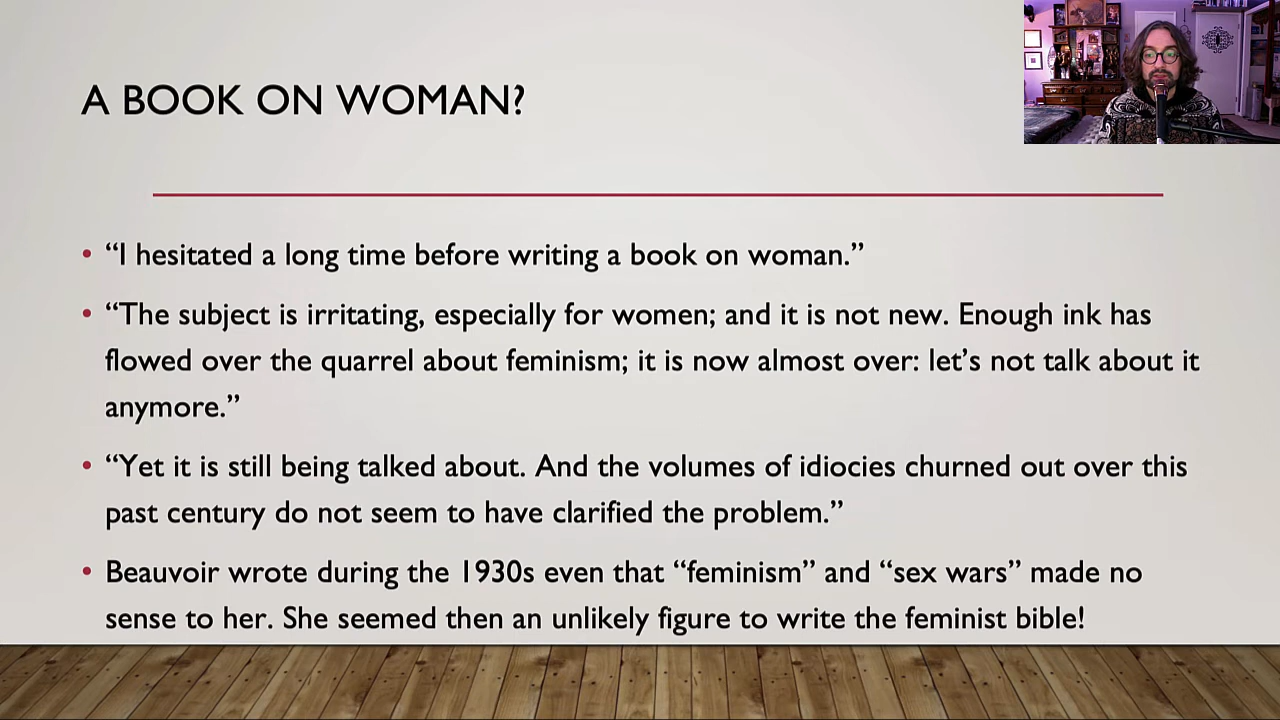 A BOOK ON WOMAN?
• “I hesitated a long time before writing a book on woman.”
• “The subject is irritating, especially for women; and it is not new. Enough ink has
flowed over the quarrel about feminism; it is now almost over: let’s not talk about it
anymore.”
• “Yet it is still being talked about. And the volumes of idiocies churned out over this
past century do not seem to have clarified the problem.”
• Beauvoir wrote during the 1930s even that “feminism” and “sex wars” made no
sense to her. She seemed then an unlikely figure to write the feminist bible!